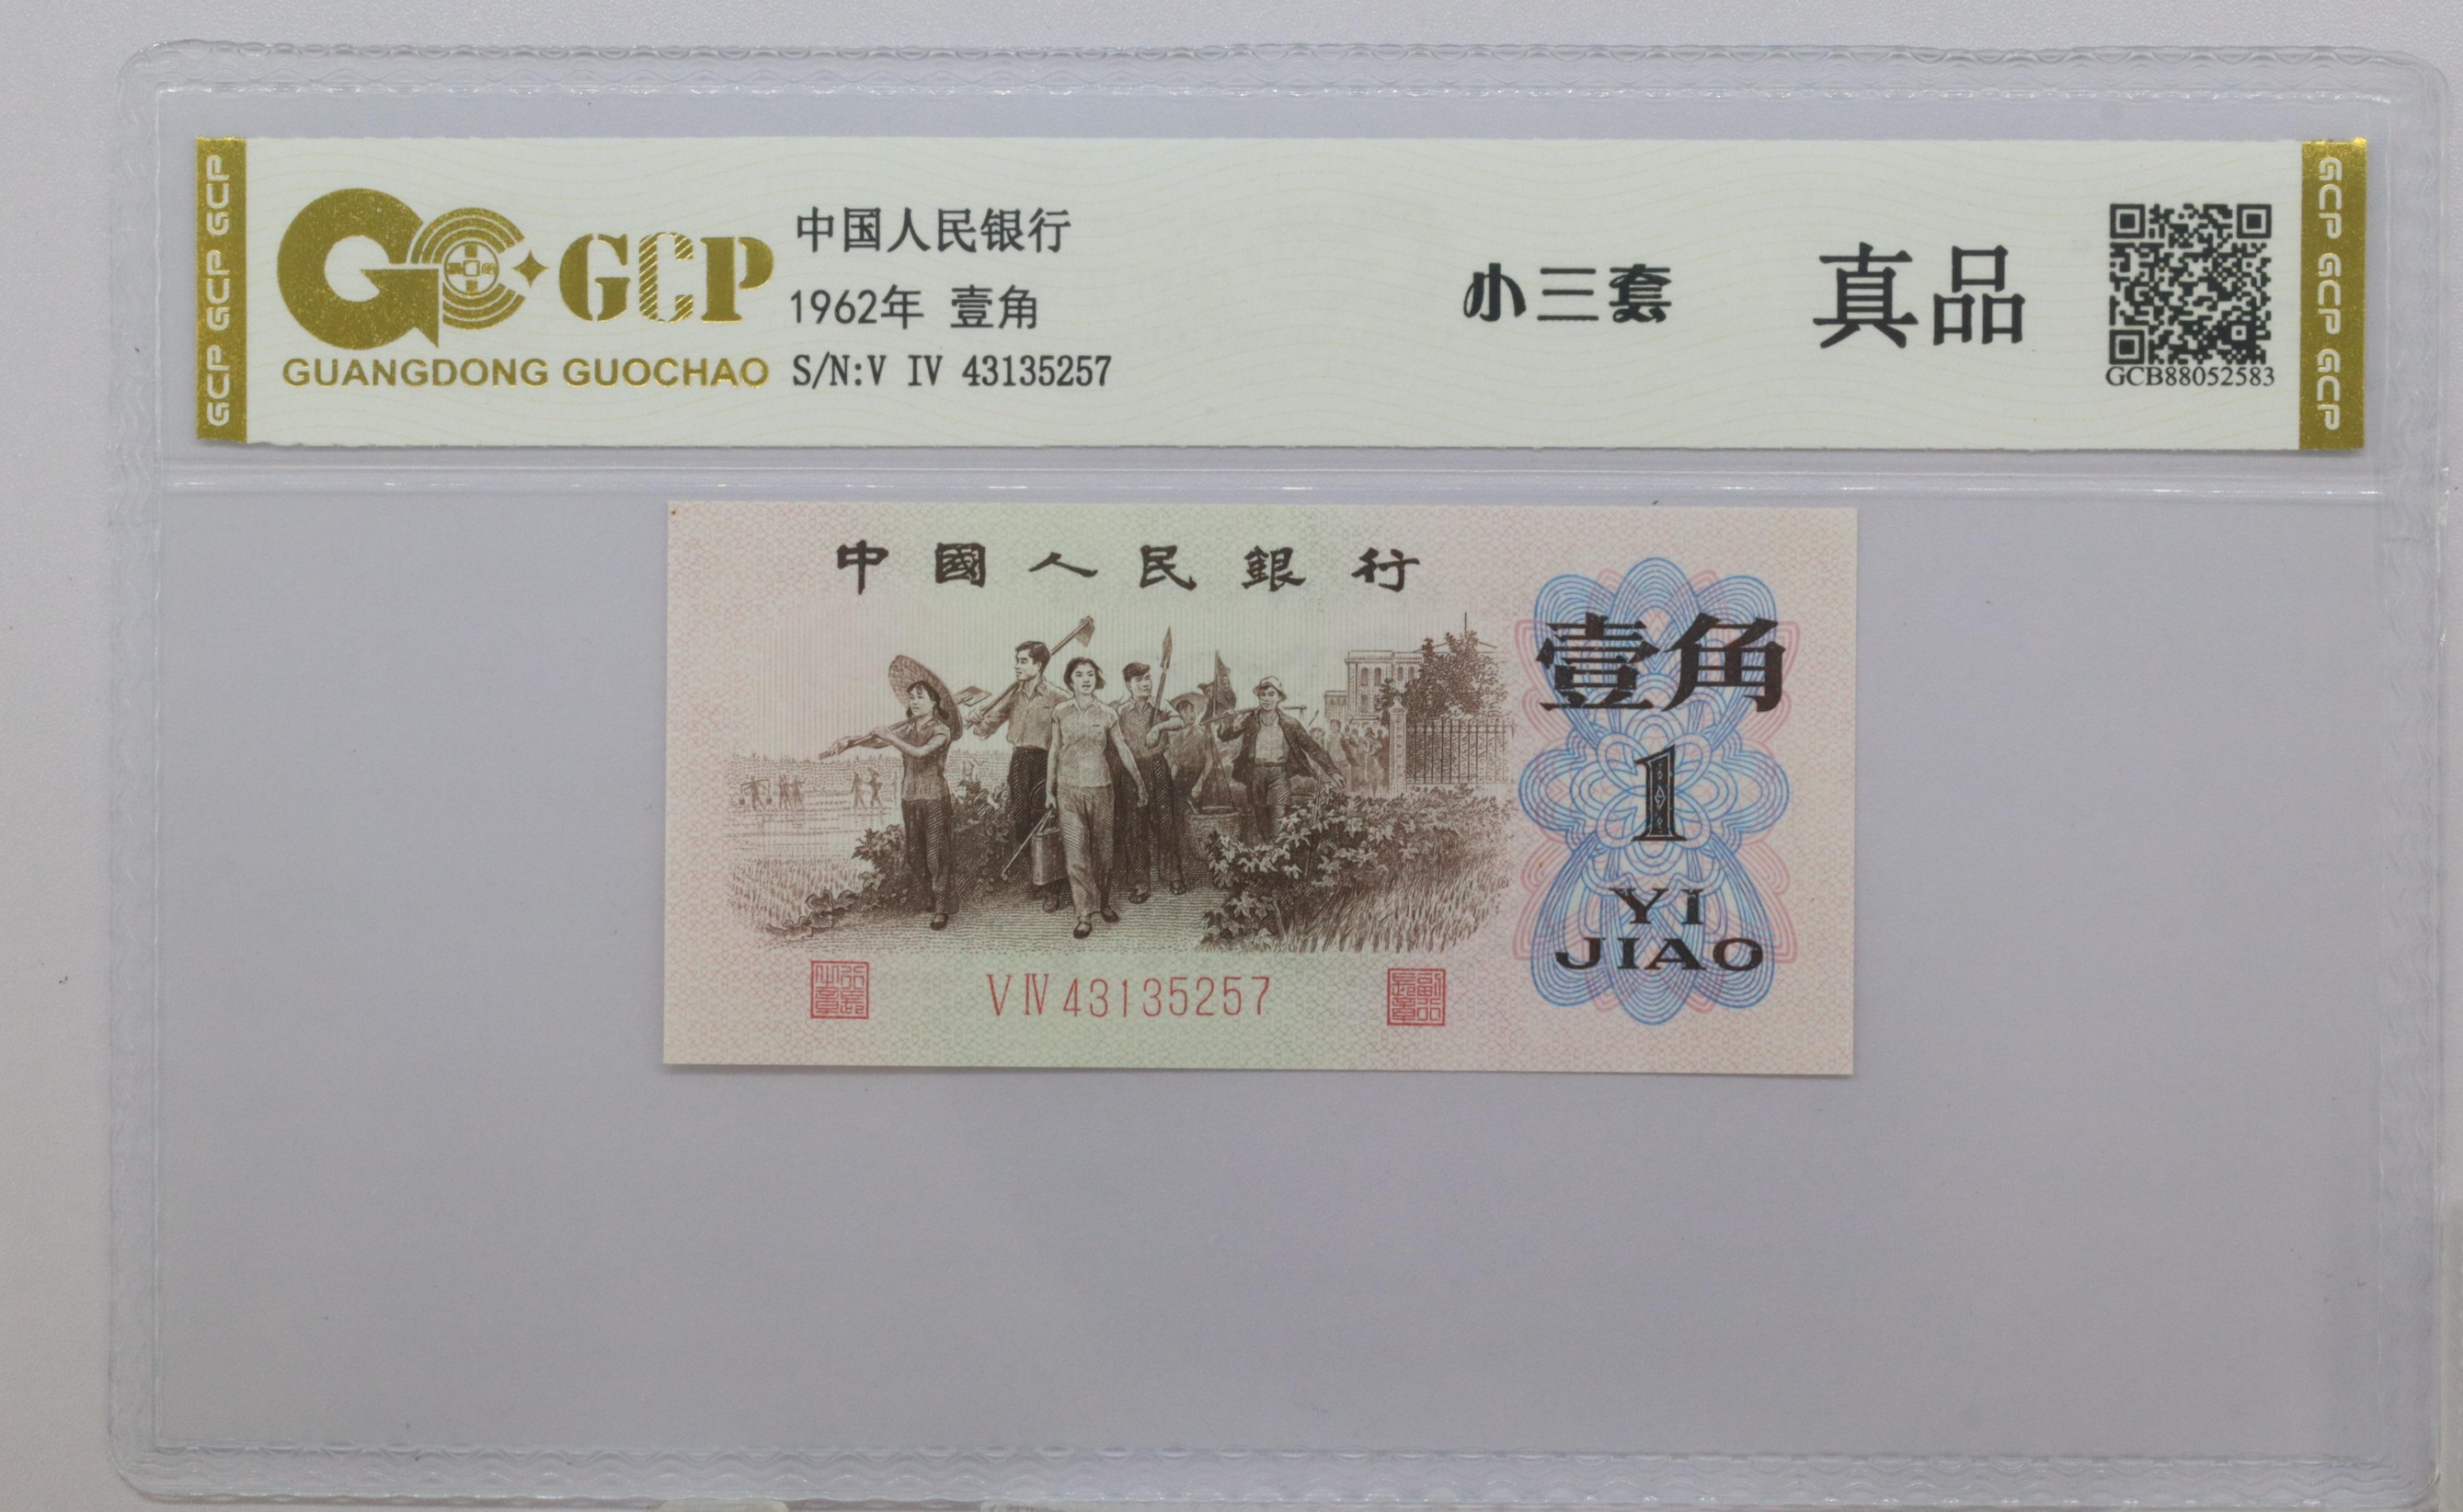 GCP GCP GCP
GCP
GUANGDONG GUOCHAO
中国人民银行
1962年 壹角
S/N:V IV 43135257
小三套
真品
GCB88052583
GCP GCP GCP
中國人民銀行
壹角
1
YI
JIAO
V IV 43135257